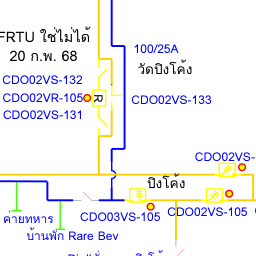 FRTU ใช่ไม่ได้
20 ก.พ. 68
100/25A
วัดปิงโค้ง
CDO02VS-132
CDO02VR-105
R
CDO02VS-133
CDO02VS-131
CDO02VS-
ปิงโค้ง
ค่ายทหาร
CDO03VS-105
CDO02VS-105
บ้านพัก Rare Bev